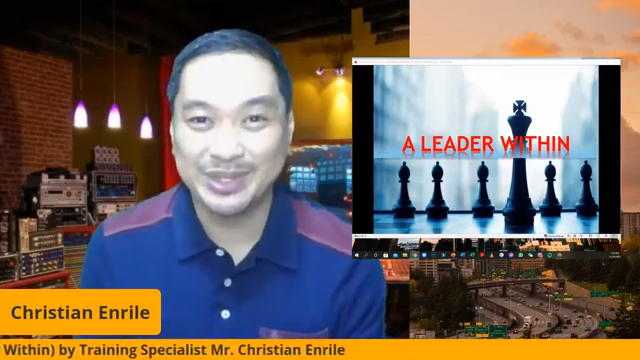 A LEADER WITHIN
Christian Enrile
Within) by Training Specialist Mr. Christian Enrile